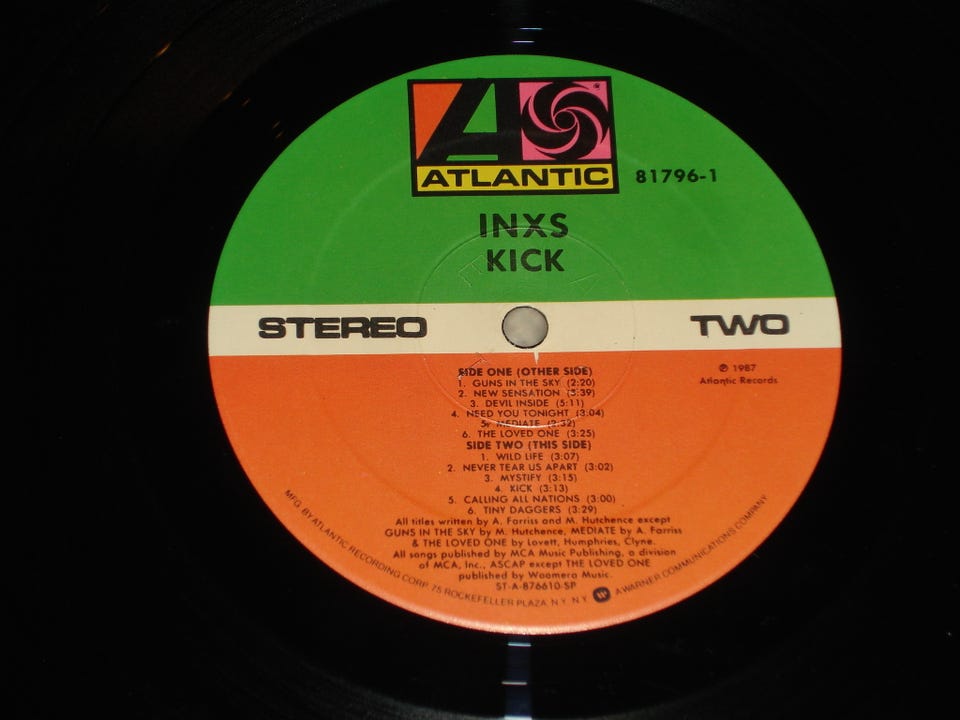 ATLANTIC
81796-1
INXS
KICK
STEREO
TWO
℗ 1987
Atlantic Records
SIDE ONE (OTHER SIDE)
1. GUNS IN THE SKY (2:20)
2. NEW SENSATION (3:39)
3. DEVIL INSIDE (5:11)
4. NEED YOU TONIGHT (3:04)
5. MEDIATE (2:32)
6. THE LOVED ONE (3:25)
SIDE TWO (THIS SIDE)
1. WILD LIFE (3:07)
2. NEVER TEAR US APART (3:02)
3. MYSTIFY (3:15)
4. KICK (3:13)
5. CALLING ALL NATIONS (3:00)
6. TINY DAGGERS (3:29)
All titles written by A. Farriss and M. Hutchence except
GUNS IN THE SKY by M. Hutchence, MEDIATE by A. Farriss
& THE LOVED ONE by Lovett, Humphries, Clyne.
All songs published by MCA Music Publishing, a division
of MCA, Inc., ASCAP except THE LOVED ONE
published by Woomera Music.
ST-A-876610-SP
MFG. BY ATLANTIC RECORDING CORP. 75 ROCKEFELLER PLAZA, N.Y. N.Y. A WARNER COMMUNICATIONS COMPANY